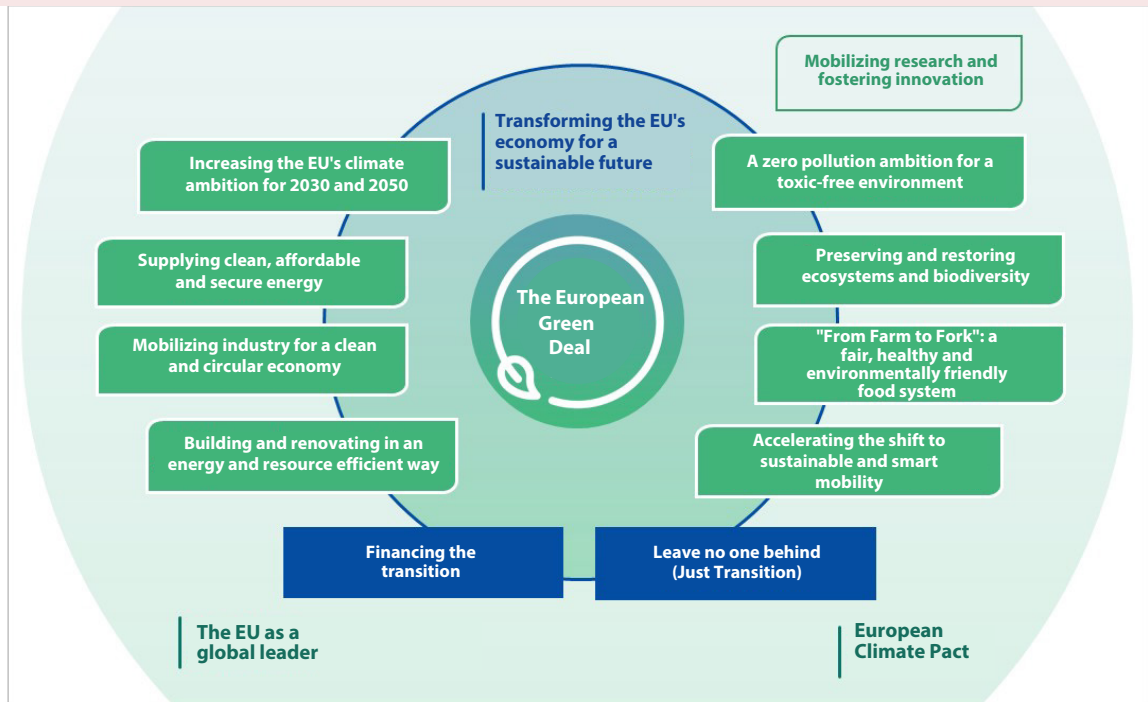 Mobilizing research and
fostering innovation
Transforming the EU's
economy for a
sustainable future
Increasing the EU's climate
ambition for 2030 and 2050
A zero pollution ambition for a
toxic-free environment
Supplying clean, affordable
and secure energy
Preserving and restoring
ecosystems and biodiversity
The European
Green
Deal
Mobilizing industry for a clean
and circular economy
"From Farm to Fork": a
fair, healthy and
environmentally friendly
food system
Building and renovating in an
energy and resource efficient way
Accelerating the shift to
sustainable and smart
mobility
Financing the
transition
Leave no one behind
(Just Transition)
The EU as a
global leader
European
Climate Pact